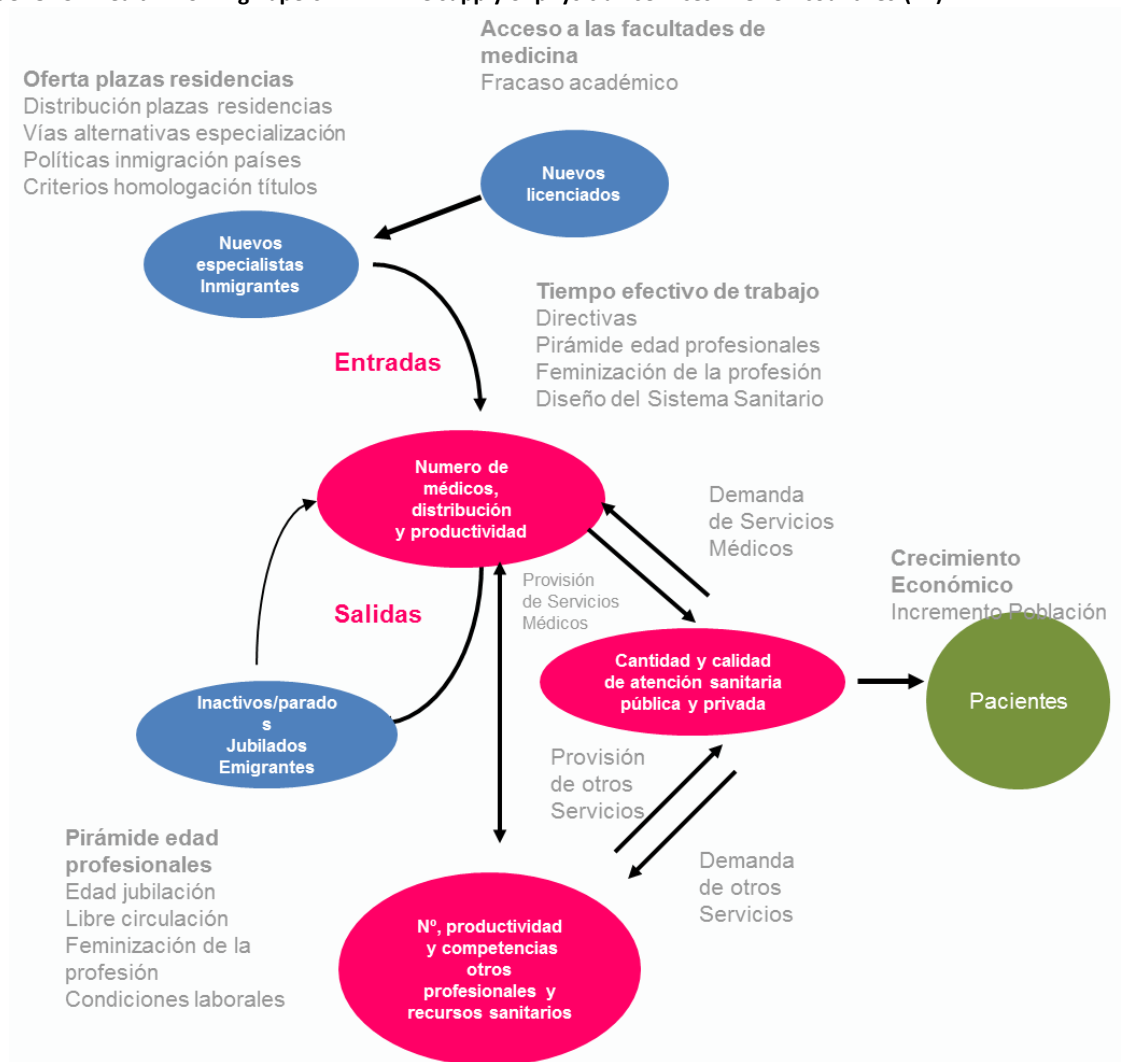 Acceso a las facultades de
medicina
Fracaso académico
Oferta plazas residencias
Distribución plazas residencias
Vías alternativas especialización
Políticas inmigración países
Criterios homologación títulos
Nuevos
licenciados
Nuevos
especialistas
Inmigrantes
Tiempo efectivo de trabajo
Directivas
Pirámide edad profesionales
Feminización de la profesión
Diseño del Sistema Sanitario
Entradas
Numero de
médicos,
distribución
y productividad
Demanda
de Servicios
Médicos
Crecimiento
Económico
Incremento Población
Provisión
de Servicios
Médicos
Salidas
Cantidad y calidad
de atención sanitaria
pública y privada
Pacientes
Inactivos/parado
s
Jubilados
Emigrantes
Provisión
de otros
Servicios
Pirámide edad
profesionales
Edad jubilación
Libre circulación
Feminización de la
profesión
Condiciones laborales
Demanda
de otros
Servicios
Nº, productividad
y competencias
otros
profesionales y
recursos sanitarios